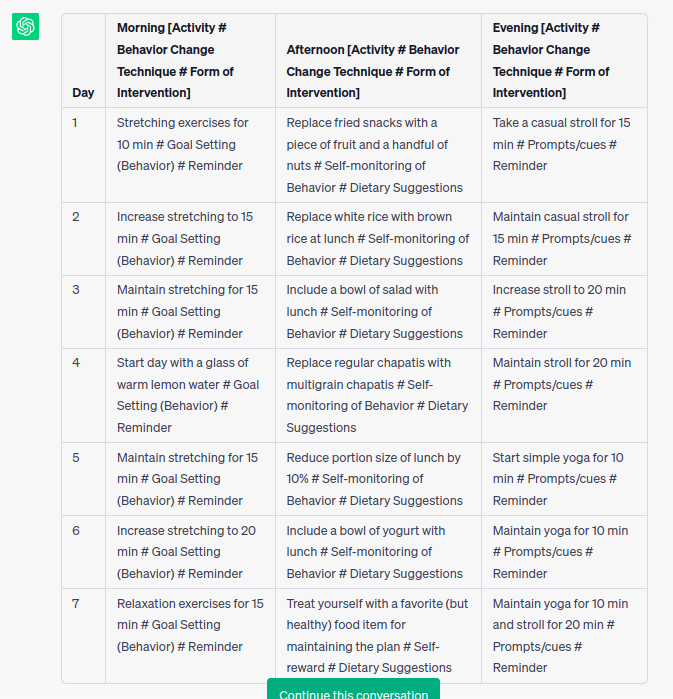 Day
Morning [Activity #
Behavior Change
Technique # Form of
Intervention]
Afternoon [Activity # Behavior
Change Technique # Form of
Intervention]
Evening [Activity #
Behavior Change
Technique # Form of
Intervention]
1
Stretching exercises for
10 min # Goal Setting
(Behavior) # Reminder
Replace fried snacks with a
piece of fruit and a handful of
nuts # Self-monitoring of
Behavior # Dietary Suggestions
Take a casual stroll for 15
min # Prompts/cues #
Reminder
2
Increase stretching to 15
min # Goal Setting
(Behavior) # Reminder
Replace white rice with brown
rice at lunch # Self-monitoring of
Behavior # Dietary Suggestions
Maintain casual stroll for
15 min # Prompts/cues #
Reminder
3
Maintain stretching for 15
min # Goal Setting
(Behavior) # Reminder
Include a bowl of salad with
lunch # Self-monitoring of
Behavior # Dietary Suggestions
Increase stroll to 20 min
# Prompts/cues #
Reminder
4
Start day with a glass of
warm lemon water # Goal
Setting (Behavior) #
Reminder
Replace regular chapatis with
multigrain chapatis # Self-
monitoring of Behavior # Dietary
Suggestions
Maintain stroll for 20 min
# Prompts/cues #
Reminder
5
Maintain stretching for 15
min # Goal Setting
(Behavior) # Reminder
Reduce portion size of lunch by
10% # Self-monitoring of
Behavior # Dietary Suggestions
Start simple yoga for 10
min # Prompts/cues #
Reminder
6
Increase stretching to 20
min # Goal Setting
(Behavior) # Reminder
Include a bowl of yogurt with
lunch # Self-monitoring of
Behavior # Dietary Suggestions
Maintain yoga for 10 min
# Prompts/cues #
Reminder
7
Relaxation exercises for 15
min # Goal Setting
(Behavior) # Reminder
Treat yourself with a favorite (but
healthy) food item for
maintaining the plan # Self-
reward # Dietary Suggestions
Maintain yoga for 10 min
and stroll for 20 min #
Prompts/cues #
Reminder
Continue this conversation